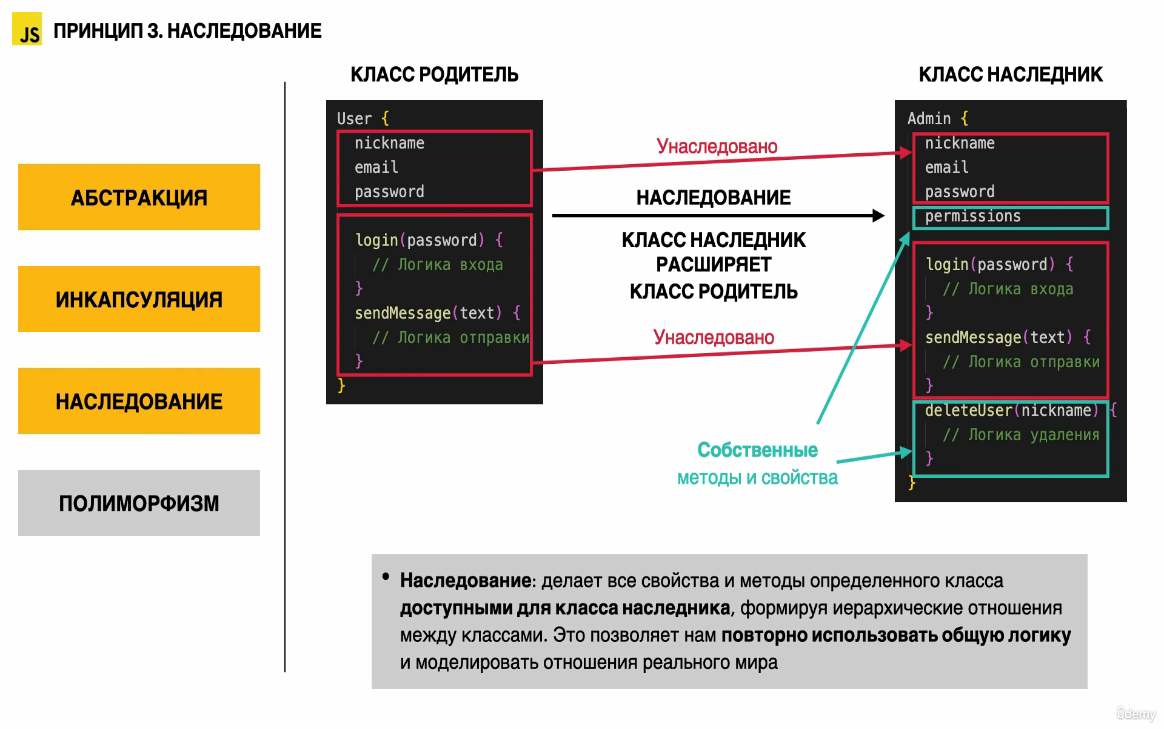 JS ПРИНЦИП 3. НАСЛЕДОВАНИЕ
АБСТРАКЦИЯ
ИНКАПСУЛЯЦИЯ
НАСЛЕДОВАНИЕ
ПОЛИМОРФИЗМ
КЛАСС РОДИТЕЛЬ
User {
nickname
email
password
login(password) {
// Логика входа
}
sendMessage(text) {
// Логика отправки
}
}
Унаследовано
НАСЛЕДОВАНИЕ
КЛАСС НАСЛЕДНИК
РАСШИРЯЕТ
КЛАСС РОДИТЕЛЬ
Унаследовано
Собственные
методы и свойства
КЛАСС НАСЛЕДНИК
Admin {
nickname
email
password
permissions
login(password) {
// Логика входа
}
sendMessage(text) {
// Логика отправки
}
deleteUser(nickname) {
// Логика удаления
}
}
• Наследование: делает все свойства и методы определенного класса
доступными для класса наследника, формируя иерархические отношения
между классами. Это позволяет нам повторно использовать общую логику
и моделировать отношения реального мира
Udemy